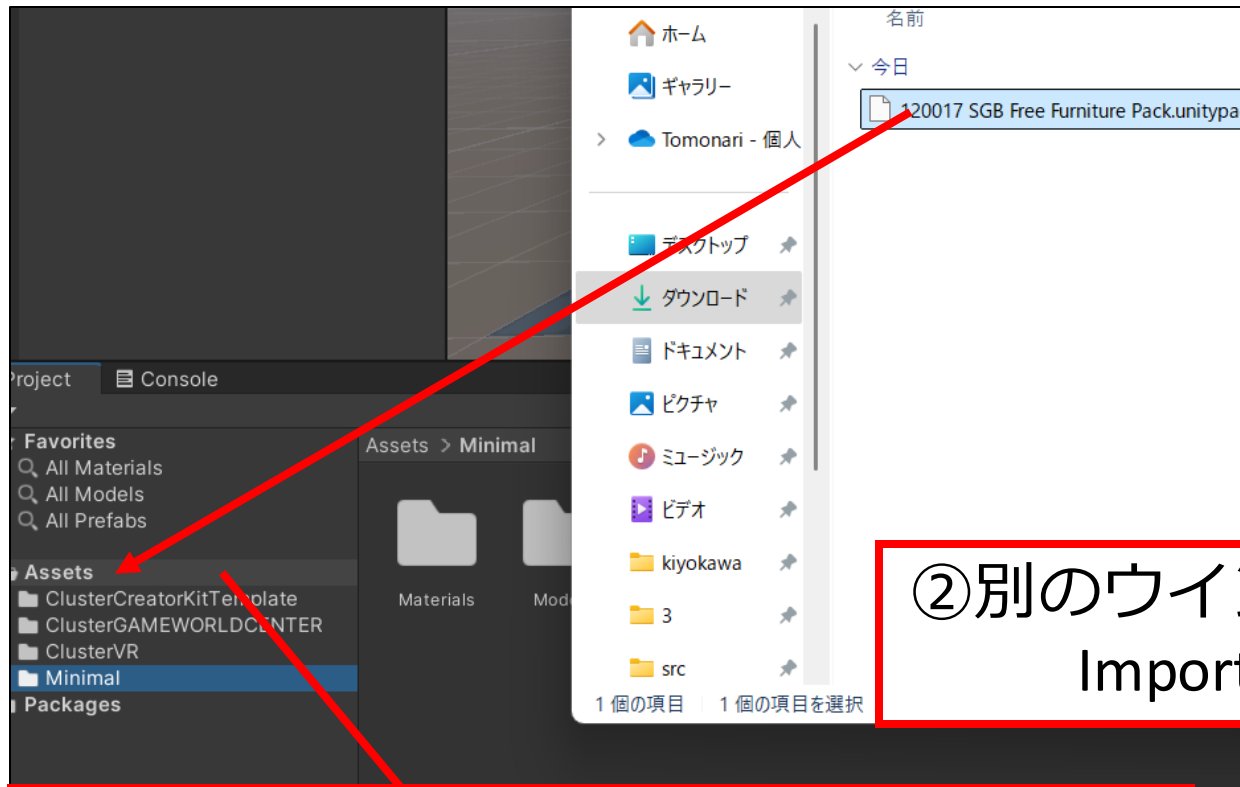 名前
今日
120017 SGB Free Furniture Pack.unitypa
ホーム
ギャラリー
Tomonari - 個人
デスクトップ
ダウンロード
ドキュメント
ピクチャ
ミュージック
ビデオ
kiyokawa
3
src
1 個の項目
1 個の項目を選択
Project
Console
Favorites
All Materials
All Models
All Prefabs
Assets
ClusterCreatorKitTemplate
ClusterGAMEWORLDCENTER
ClusterVR
Minimal
Packages
Assets > Minimal
Materials
Mod
②別のウイン
Import